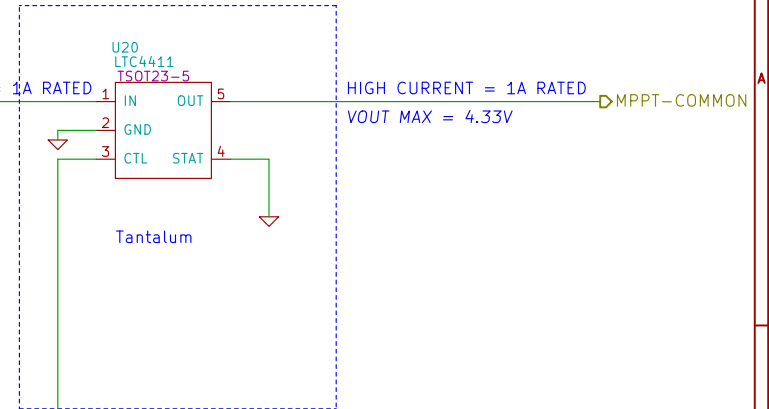 U20
LTC4411
TSOT23-5
= 1A RATED
1 IN OUT 5
HIGH CURRENT = 1A RATED
MPPT-COMMON
VOUT MAX = 4.33V
2 GND
3 CTL STAT 4
Tantalum
A